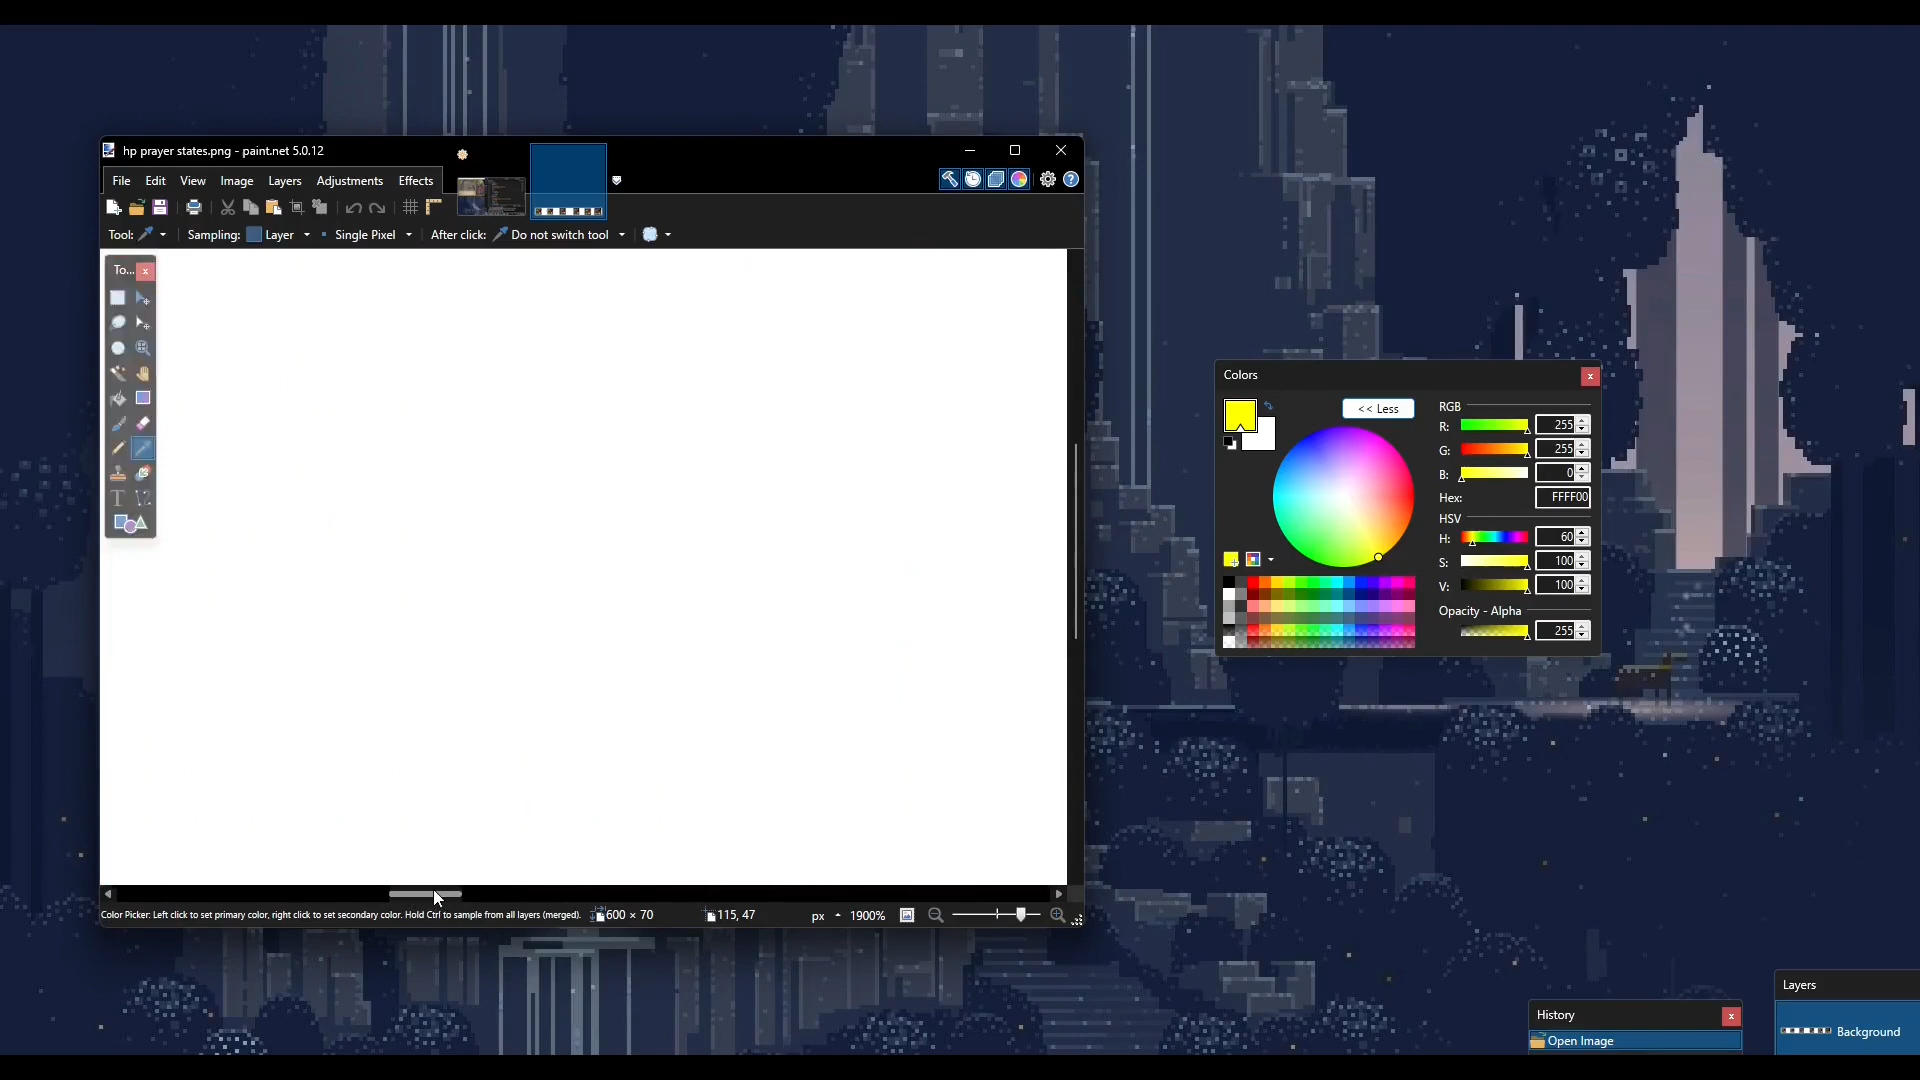 hp prayer states.png - paint.net 5.0.12
File Edit View Image Layers Adjustments Effects
Tool: Sampling: Layer Single Pixel After click: Do not switch tool
To...
Colors
<< Less
RGB
R: 255
G: 255
B: 0
Hex: FFFF00
HSV
H: 60
S: 100
V: 100
Opacity - Alpha
255
Color Picker: Left click to set primary color, right click to set secondary color. Hold Ctrl to sample from all layers (merged). 600 × 70 115, 47 px 1900%
History
Open Image
Layers
Background